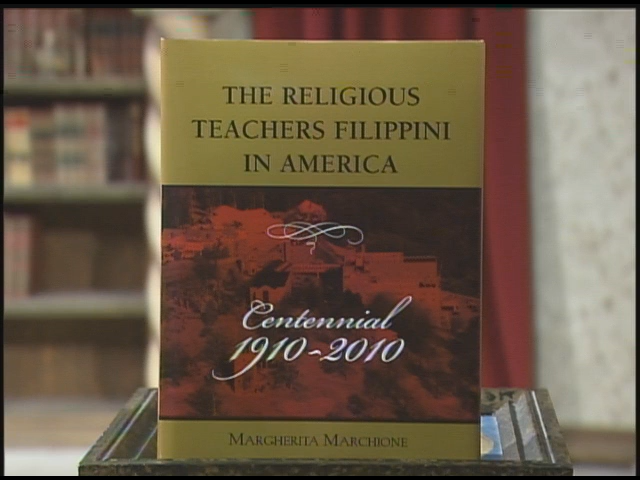 THE RELIGIOUS
TEACHERS FILIPPINI
IN AMERICA
Centennial
1910~2010
MARGHERITA MARCHIONE